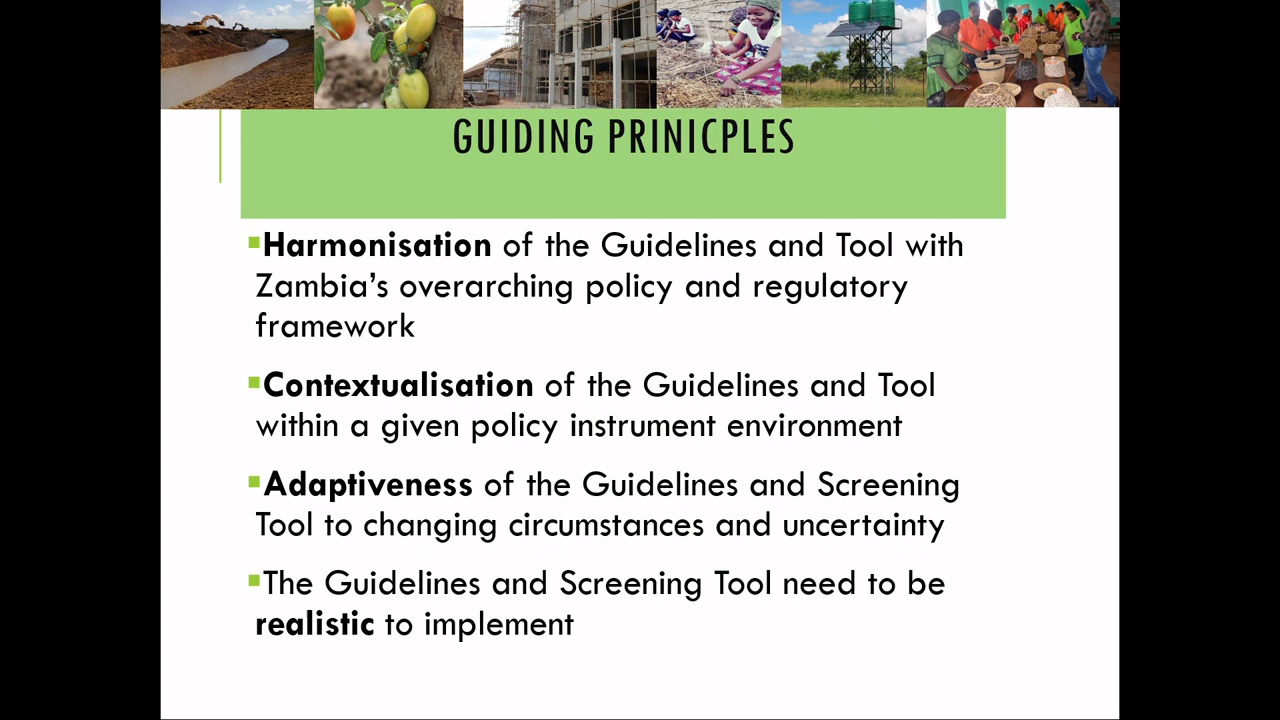 GUIDING PRINICPLES
▪Harmonisation of the Guidelines and Tool with
Zambia’s overarching policy and regulatory
framework
▪Contextualisation of the Guidelines and Tool
within a given policy instrument environment
▪Adaptiveness of the Guidelines and Screening
Tool to changing circumstances and uncertainty
▪The Guidelines and Screening Tool need to be
realistic to implement